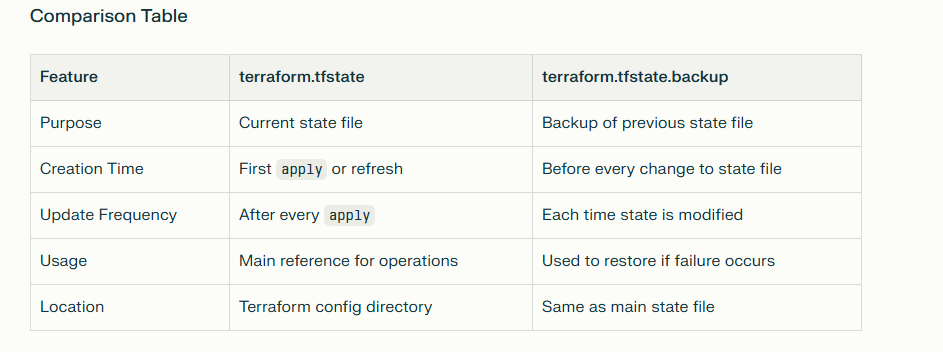 Comparison Table
Feature terraform.tfstate terraform.tfstate.backup
Purpose Current state file Backup of previous state file
Creation Time First apply or refresh Before every change to state file
Update Frequency After every apply Each time state is modified
Usage Main reference for operations Used to restore if failure occurs
Location Terraform config directory Same as main state file